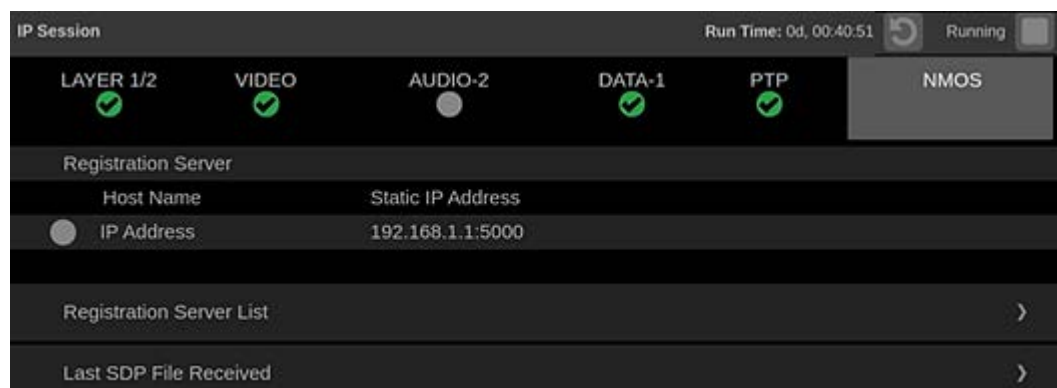 IP Session Run Time: 0d, 00:40:51 Running
LAYER 1/2 VIDEO AUDIO-2 DATA-1 PTP NMOS
Registration Server
Host Name Static IP Address
IP Address 192.168.1.1:5000
Registration Server List
Last SDP File Received